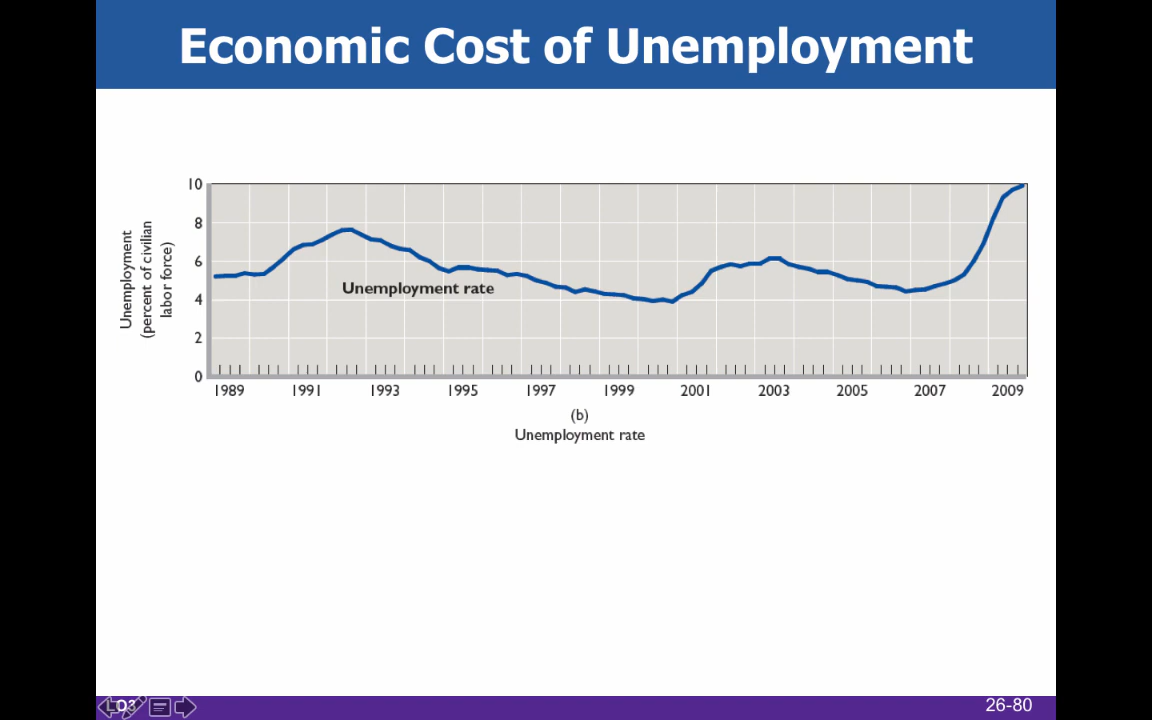 Economic Cost of Unemployment
10
8
6
4
2
0
Unemployment
(percent of civilian
labor force)
Unemployment rate
1989 1991 1993 1995 1997 1999 2001 2003 2005 2007 2009
(b)
Unemployment rate
LO3
26-80